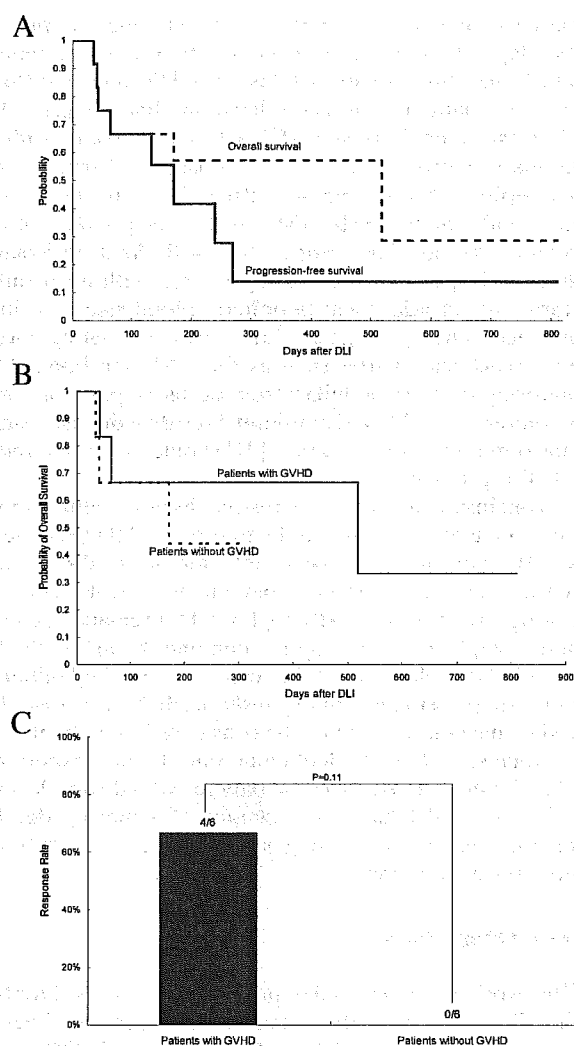 A
1
0.9
0.8
0.7
0.6
0.5
0.4
0.3
0.2
0.1
0
Probability
Overall survival
Progression-free survival
0 100 200 300 400 500 600 700 800
Days after DLI
B
1
0.9
0.8
0.7
0.6
0.5
0.4
0.3
0.2
0.1
0
Probability of Overall Survival
Patients with GVHD
Patients without GVHD
0 100 200 300 400 500 600 700 800 900
Days after DLI
C
100%
80%
60%
40%
20%
0%
Response Rate
P=0.11
4/6
0/6
Patients with GVHD Patients without GVHD